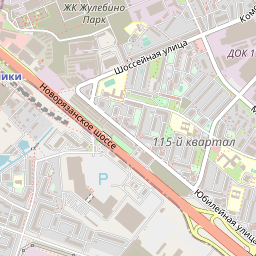 ЖК Жулебино
Парк
Шоссейная улица
ДОК 1
Новорязанское шоссе
115-й квартал
P
Юбилейная улица